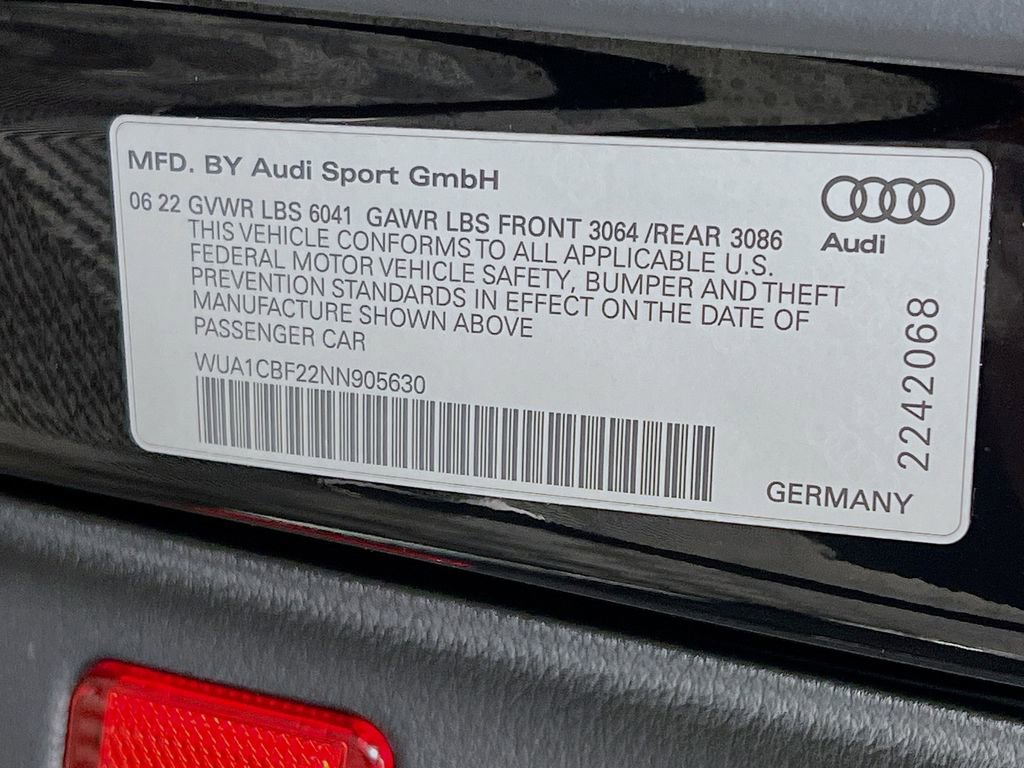 MFD. BY Audi Sport GmbH
06 22 GVWR LBS 6041 GAWR LBS FRONT 3064 /REAR 3086
THIS VEHICLE CONFORMS TO ALL APPLICABLE U.S.
FEDERAL MOTOR VEHICLE SAFETY, BUMPER AND THEFT
PREVENTION STANDARDS IN EFFECT ON THE DATE OF
MANUFACTURE SHOWN ABOVE
PASSENGER CAR
WUA1CBF22NN905630
Audi
2242068
GERMANY